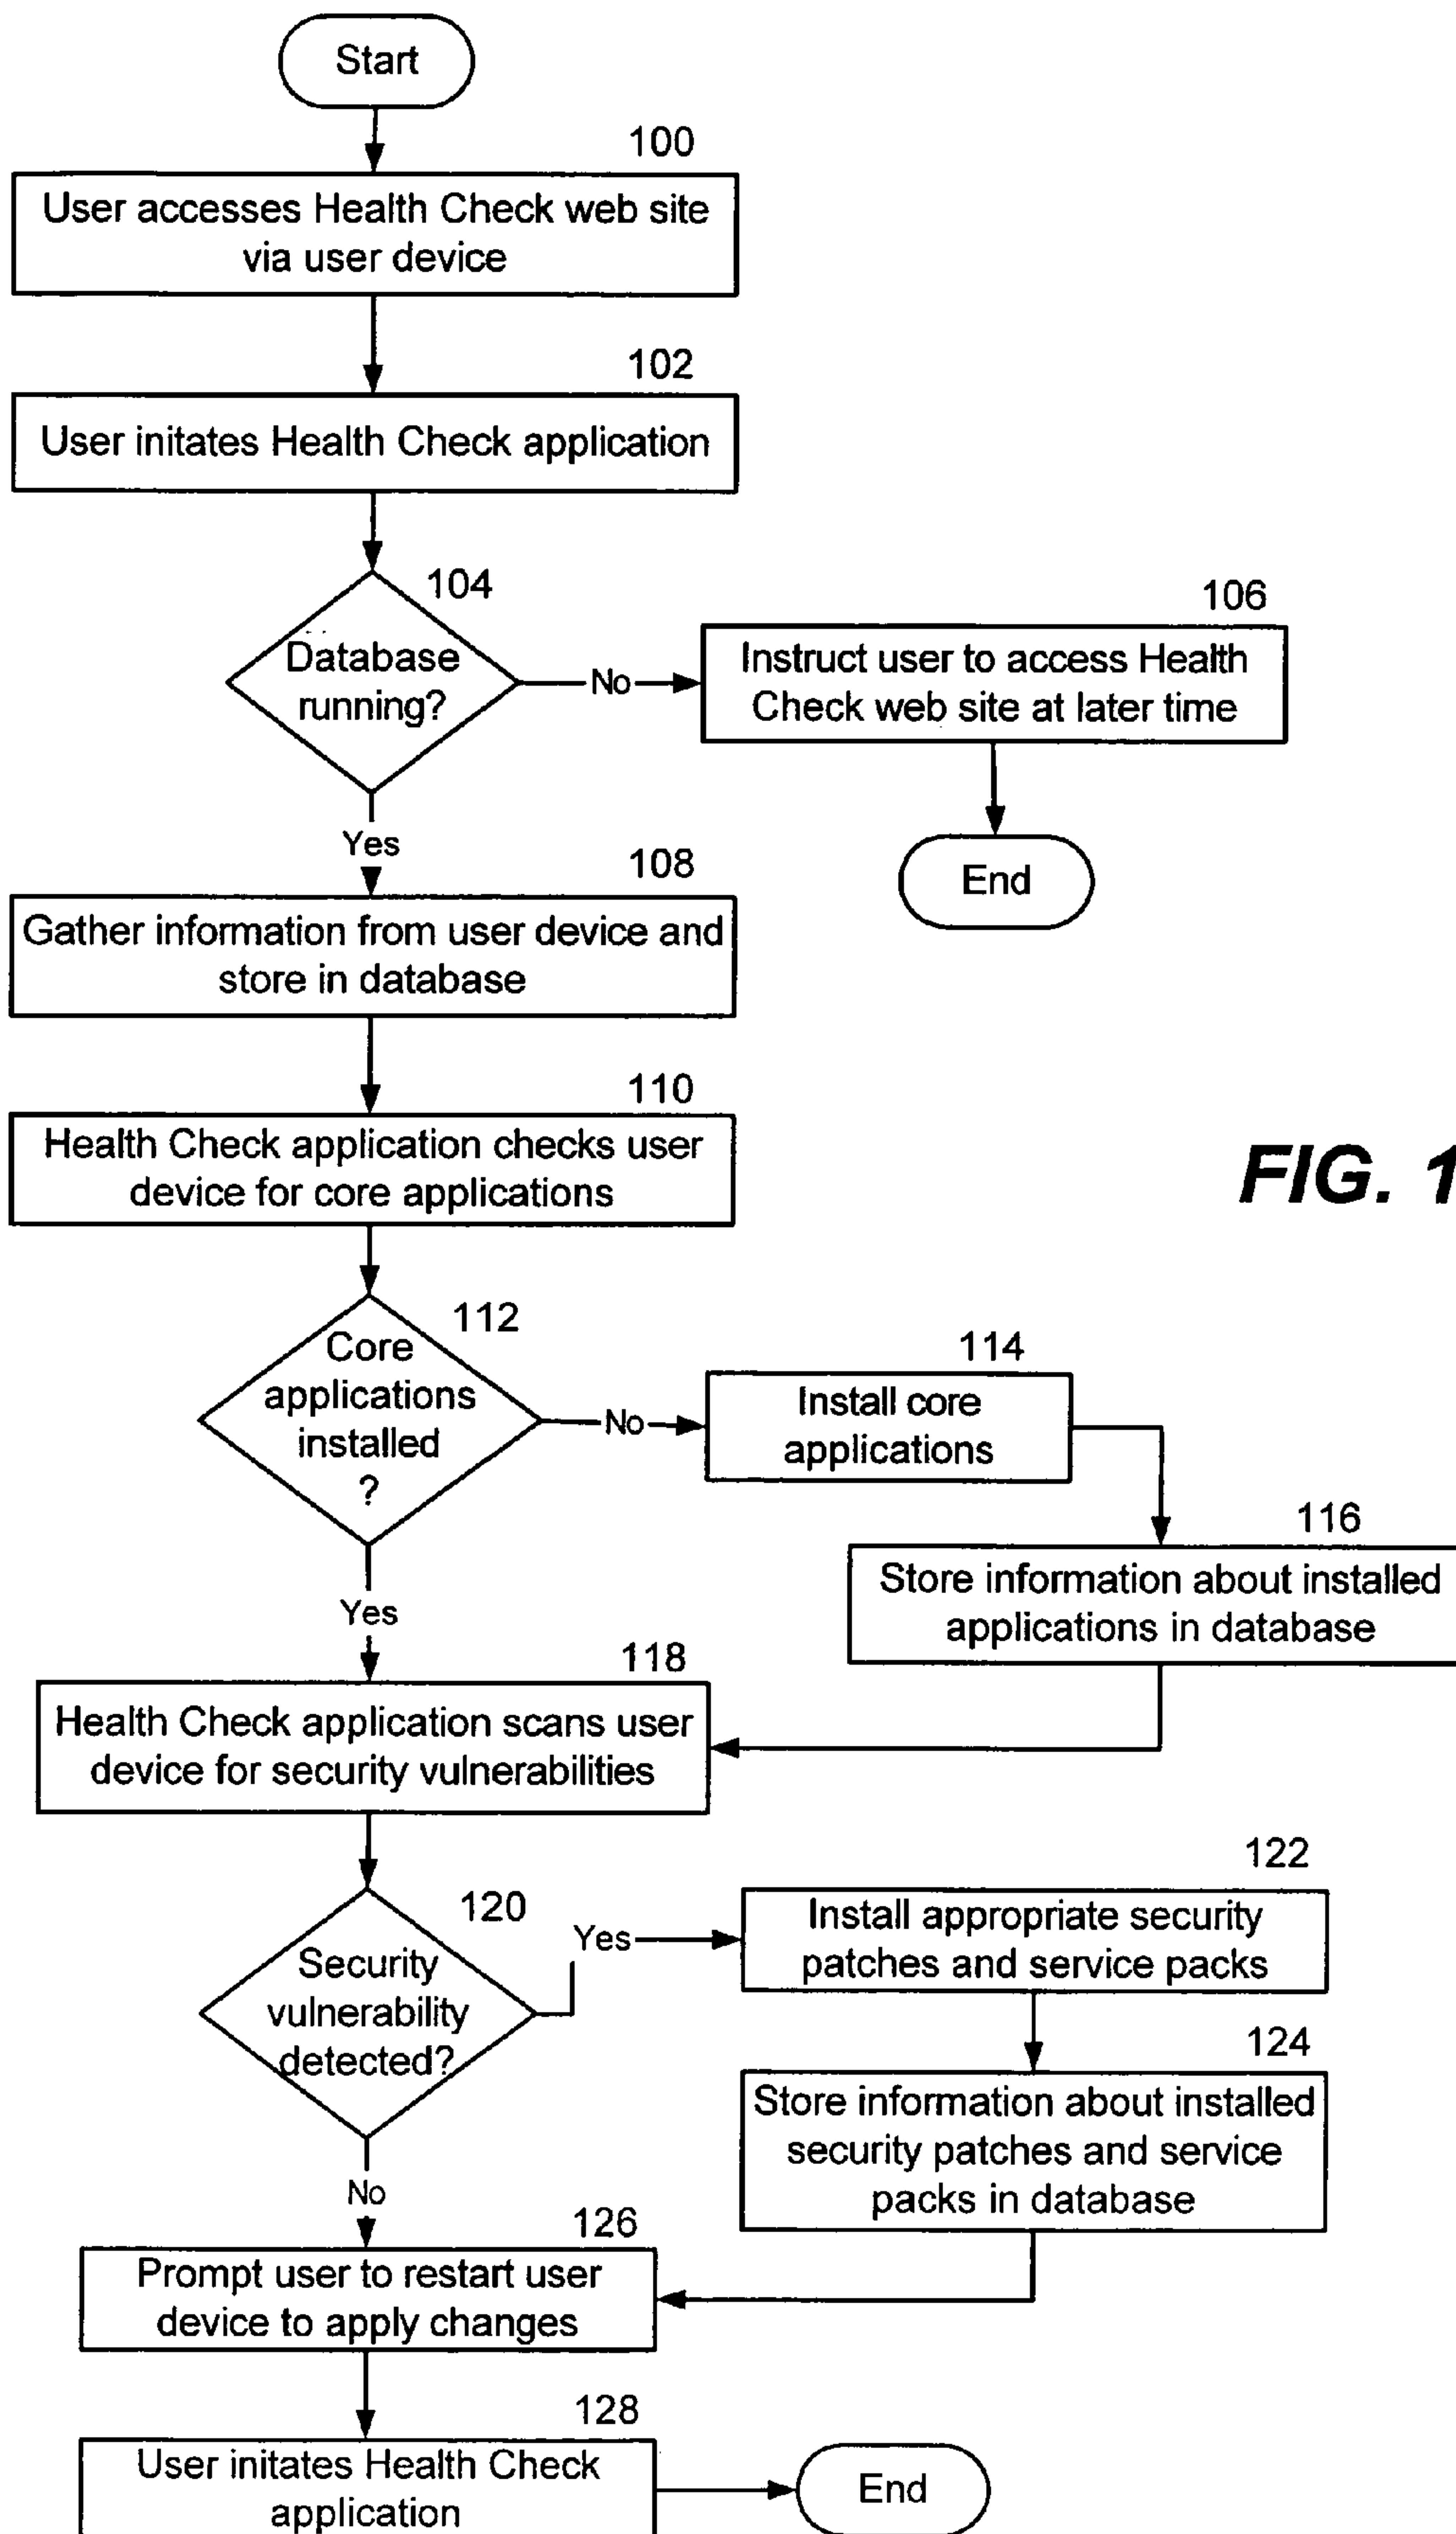 Start
100
User accesses Health Check web site
via user device
102
User initates Health Check application
104
Database
running?
No
106
Instruct user to access Health
Check web site at later time
End
Yes
108
Gather information from user device and
store in database
110
Health Check application checks user
device for core applications
FIG. 1
112
Core
applications
installed
?
No
114
Install core
applications
116
Store information about installed
applications in database
Yes
118
Health Check application scans user
device for security vulnerabilities
120
Security
vulnerability
detected?
Yes
122
Install appropriate security
patches and service packs
124
Store information about installed
security patches and service
packs in database
No
126
Prompt user to restart user
device to apply changes
128
User initates Health Check
application
End